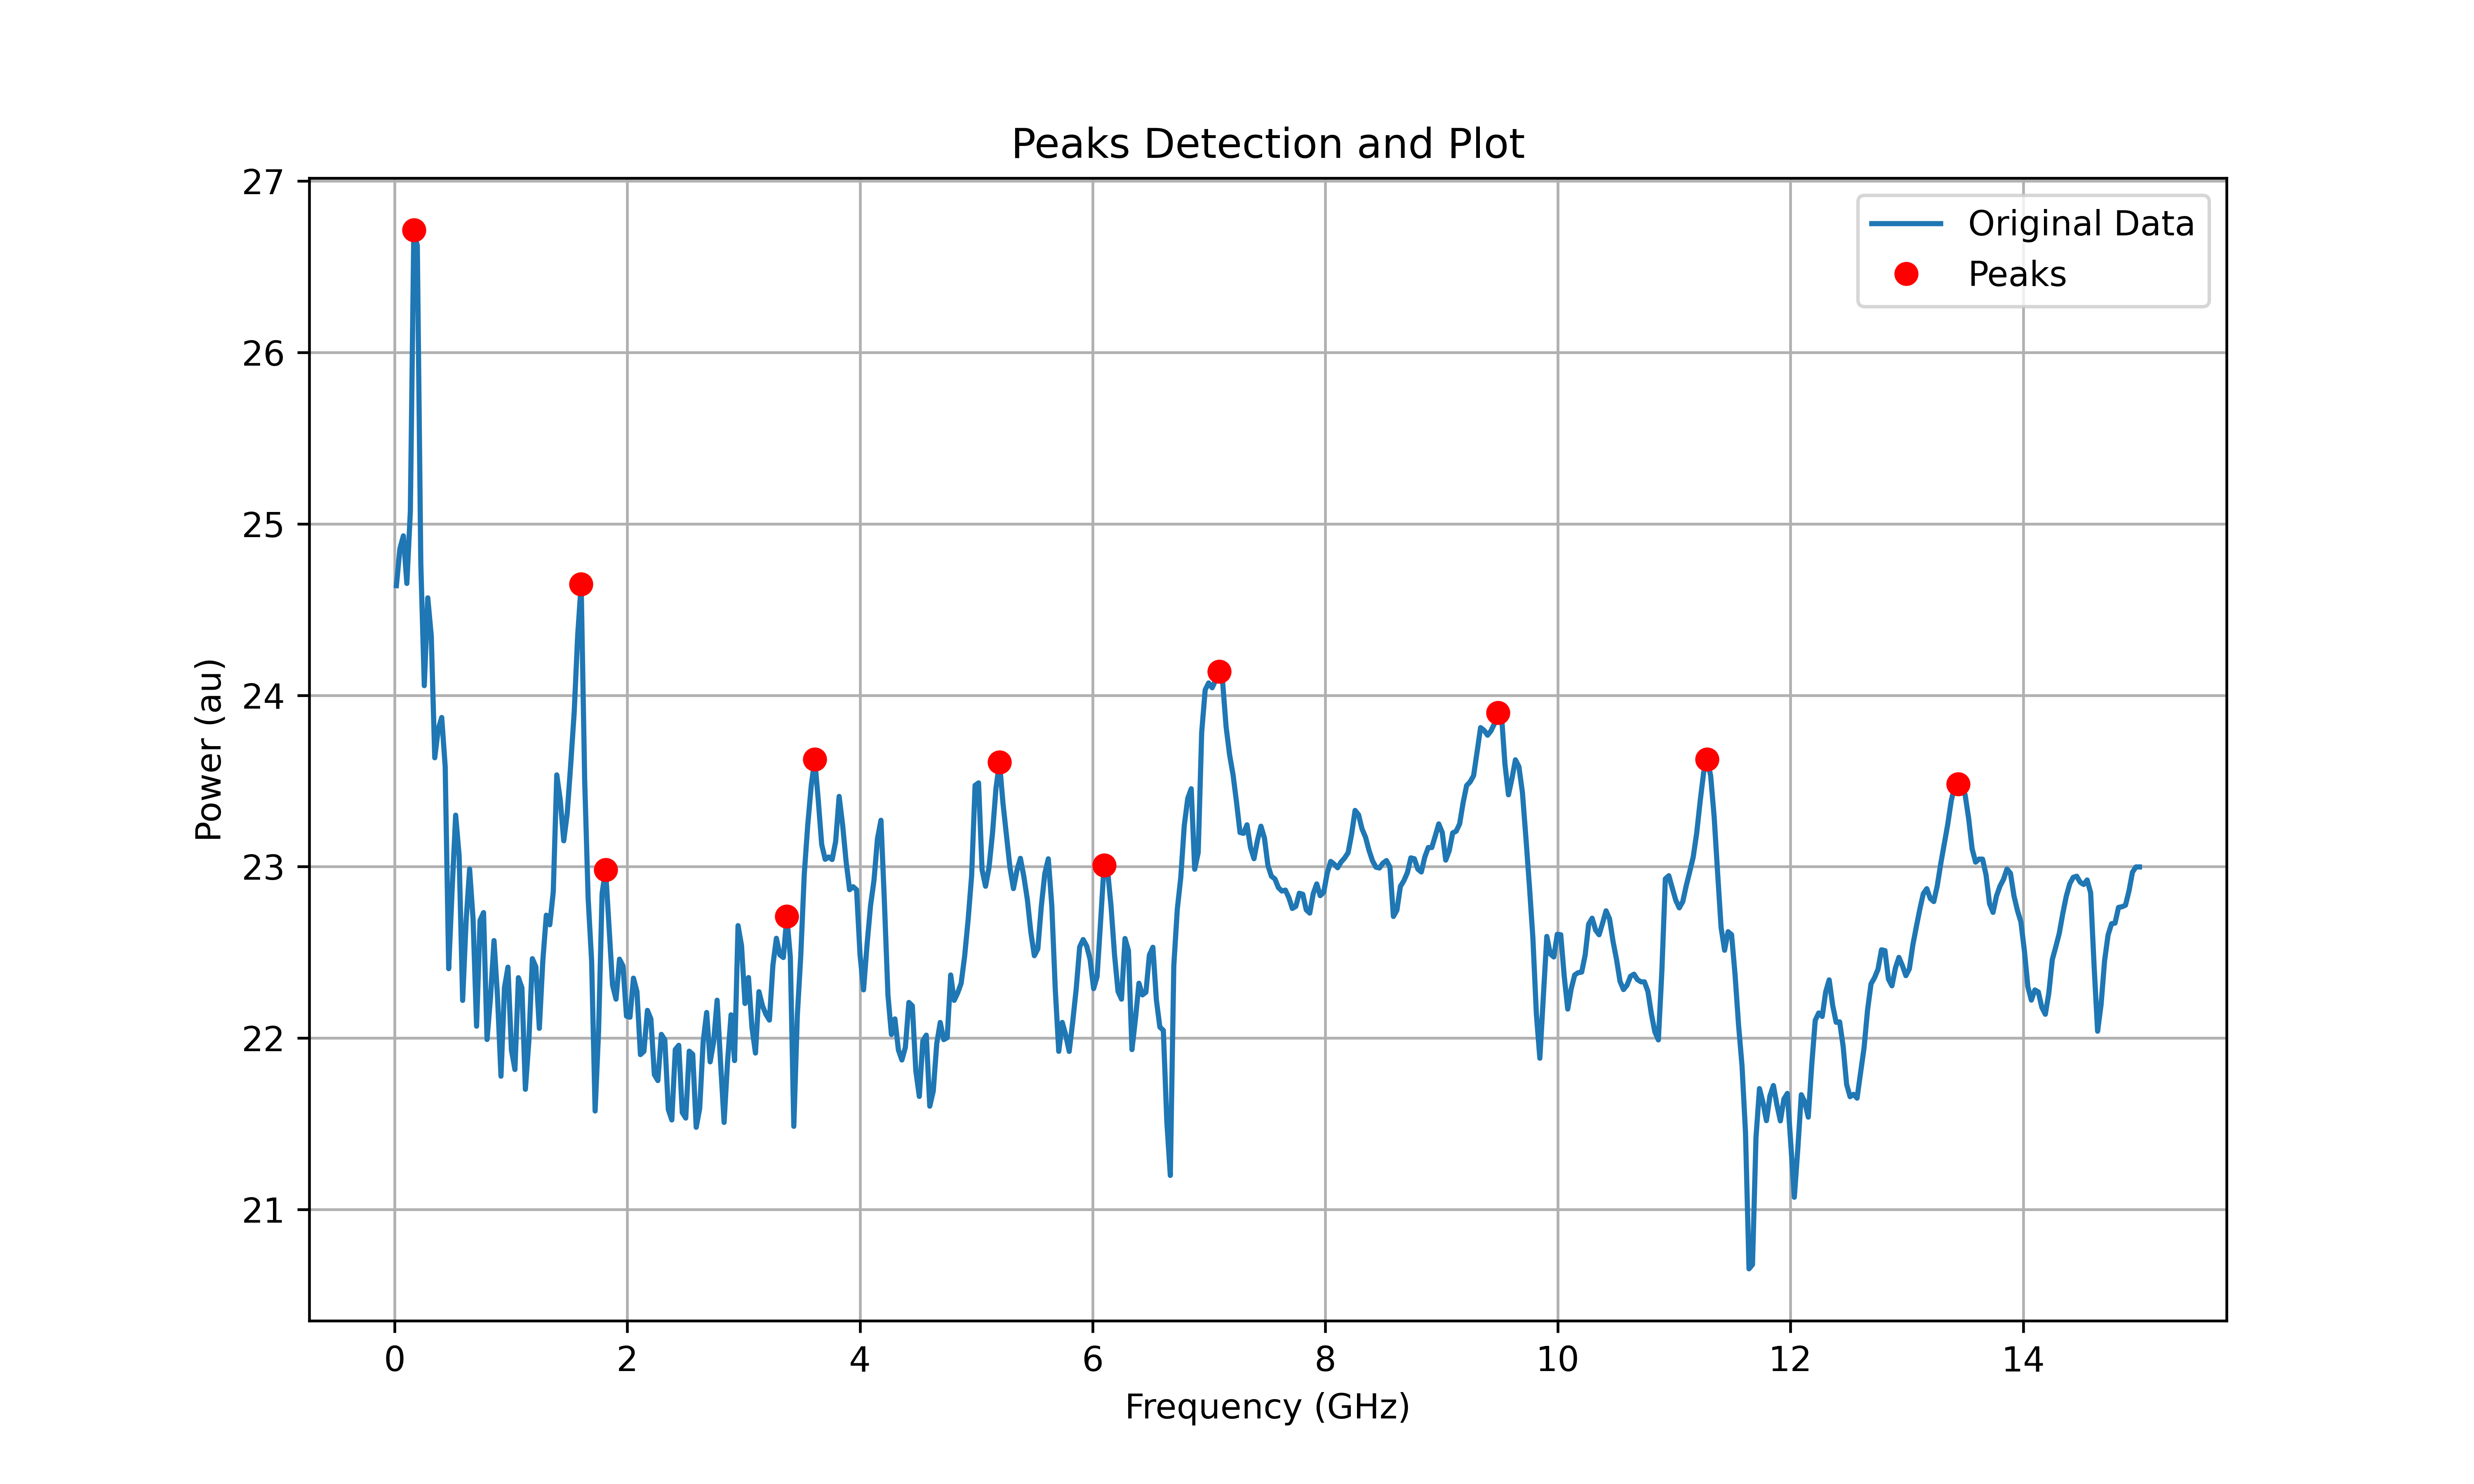 Peaks Detection and Plot
Original Data
Peaks
27
26
25
24
23
22
21
Power (au)
0 2 4 6 8 10 12 14
Frequency (GHz)